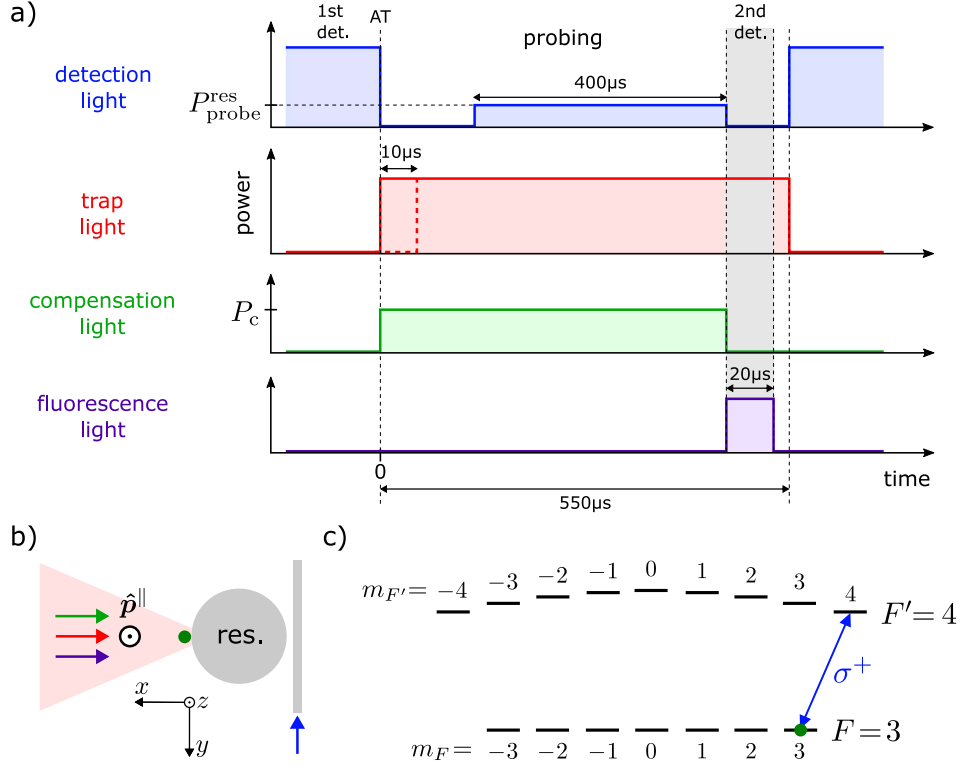 a)
1st det.
AT
probing
2nd det.
detection light
P_probe^res
400μs
10μs
trap light
power
compensation light
P_c
fluorescence light
20μs
0
time
550μs
b)
p̂^∥
res.
x
z
y
c)
m_F′= −4 −3 −2 −1 0 1 2 3 4
F′=4
σ⁺
F=3
m_F= −3 −2 −1 0 1 2 3